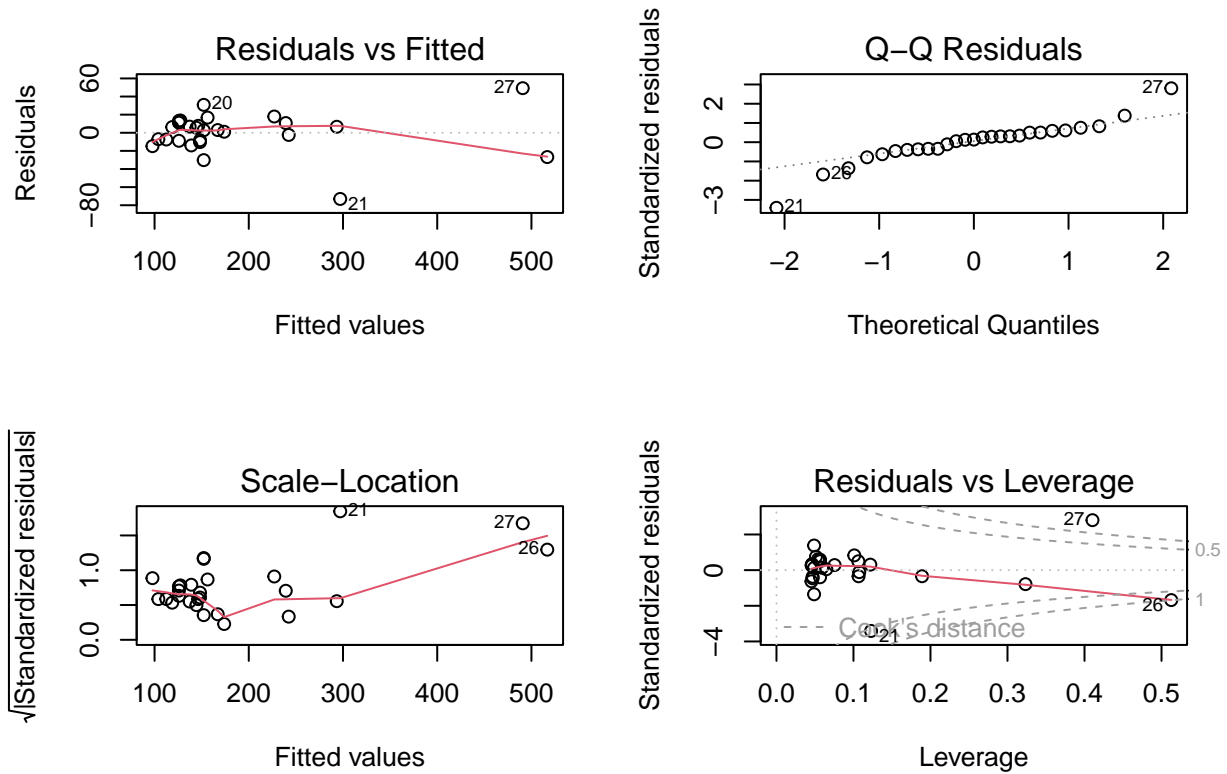 Residuals vs Fitted
Residuals
60
0
−80
20
27
21
100 200 300 400 500
Fitted values
Q−Q Residuals
Standardized residuals
2
0
−3
27
26
21
−2 −1 0 1 2
Theoretical Quantiles
Scale−Location
√|Standardized residuals|
1.0
0.0
21
27
26
100 200 300 400 500
Fitted values
Residuals vs Leverage
Standardized residuals
0
−4
27
0.5
1
26
Cook's distance
21
0.0 0.1 0.2 0.3 0.4 0.5
Leverage